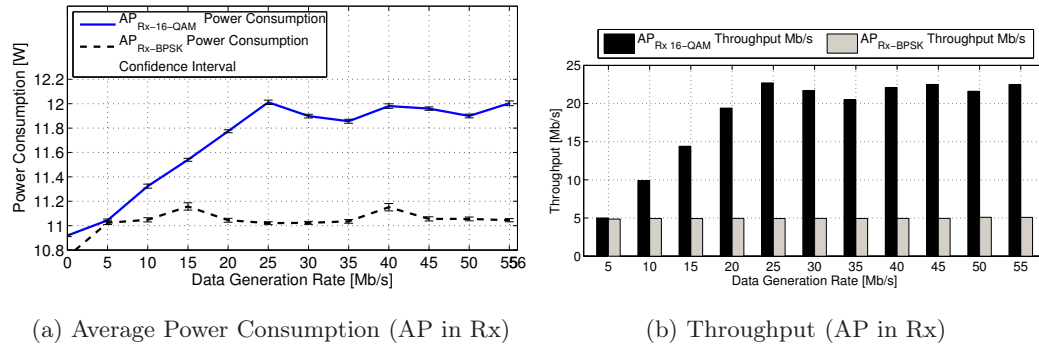 AP Rx-16-QAM Power Consumption
AP Rx-BPSK Power Consumption
Confidence Interval
Power Consumption [W]
12.2
12
11.8
11.6
11.4
11.2
11
10.8
0 5 10 15 20 25 30 35 40 45 50 5556
Data Generation Rate [Mb/s]
(a) Average Power Consumption (AP in Rx)
AP Rx 16-QAM Throughput Mb/s AP Rx-BPSK Throughput Mb/s
Throughput [Mb/s]
25
20
15
10
5
0
5 10 15 20 25 30 35 40 45 50 55
Data Generation Rate [Mb/s]
(b) Throughput (AP in Rx)